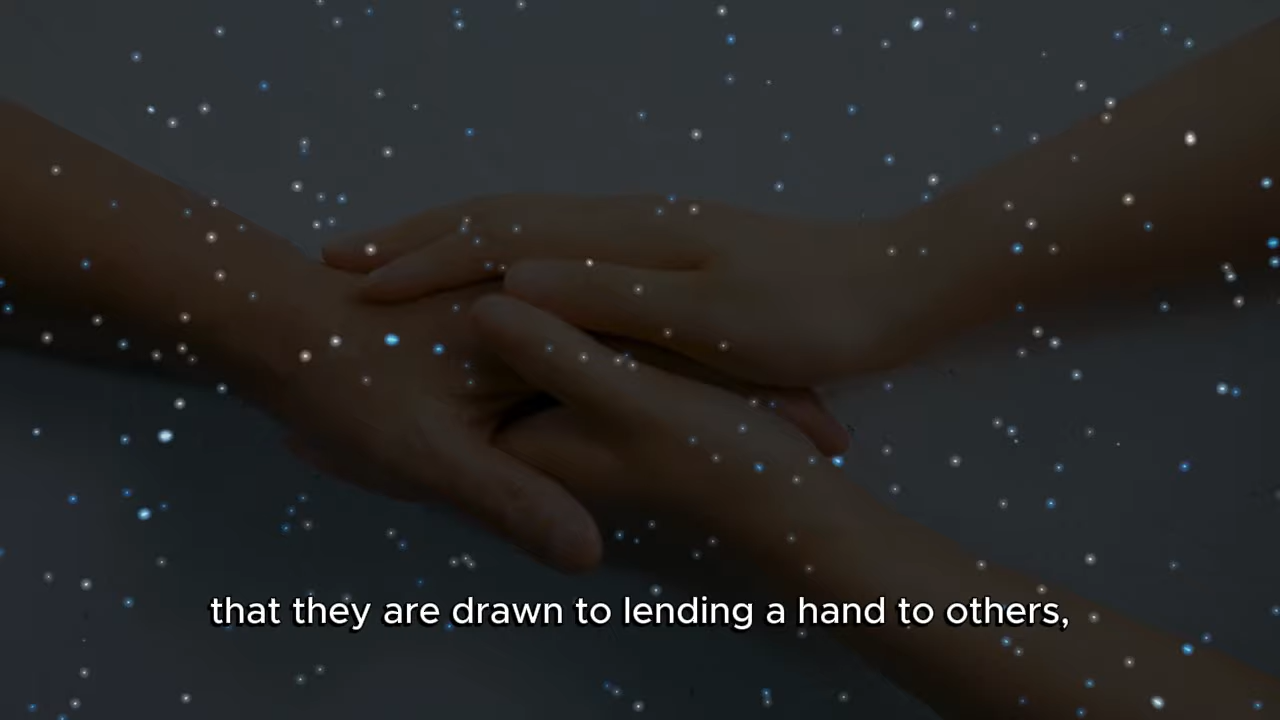 that they are drawn to lending a hand to others,